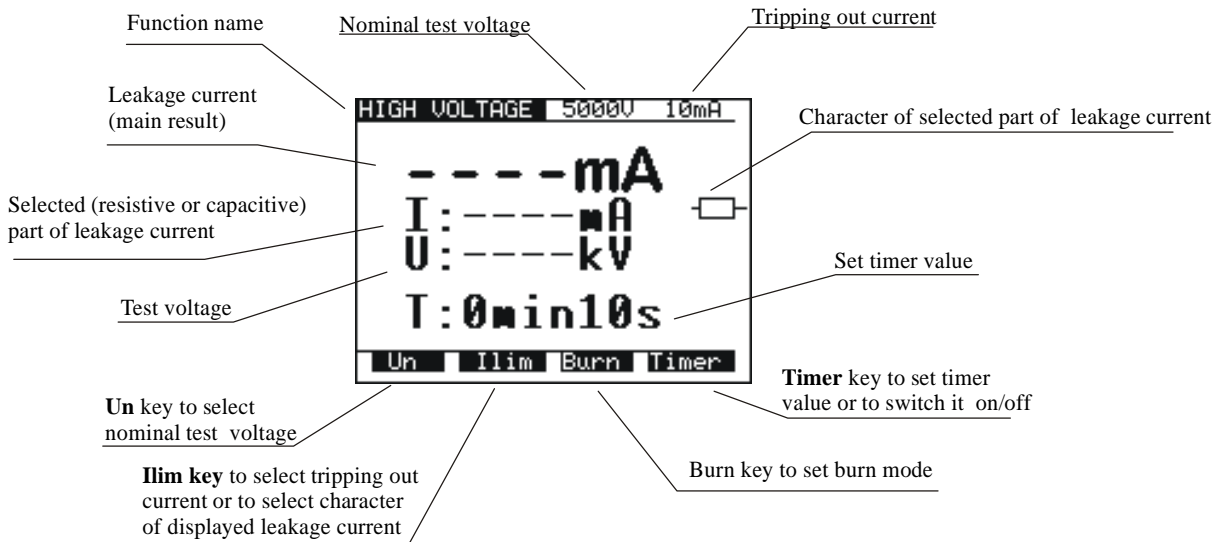 Function name
Nominal test voltage
Tripping out current
Leakage current
(main result)
HIGH VOLTAGE 5000V 10mA
Character of selected part of leakage current
----mA
Selected (resistive or capacitive)
part of leakage current
I:----mA
U:----kV
Set timer value
Test voltage
T:0min10s
Un Ilim Burn Timer
Timer key to set timer
value or to switch it on/off
Un key to select
nominal test voltage
Ilim key to select tripping out
current or to select character
of displayed leakage current
Burn key to set burn mode